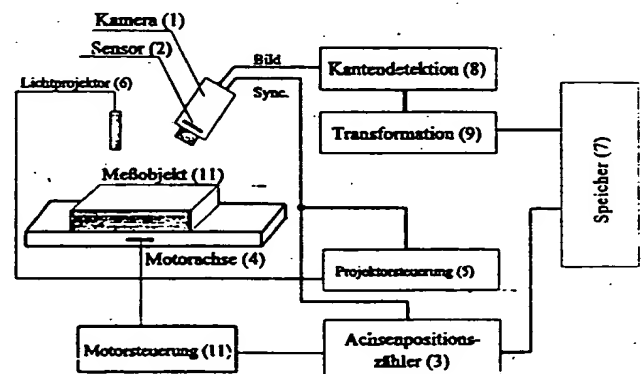 Kamera (1)
Sensor (2)
Lichtprojektor (6)
Bild
Sync.
Kantendetektion (8)
Transformation (9)
Speicher (7)
Meßobjekt (11)
Motorachse (4)
Projektorsteuerung (5)
Motorsteuerung (11)
Achsenpositions-
zähler (3)